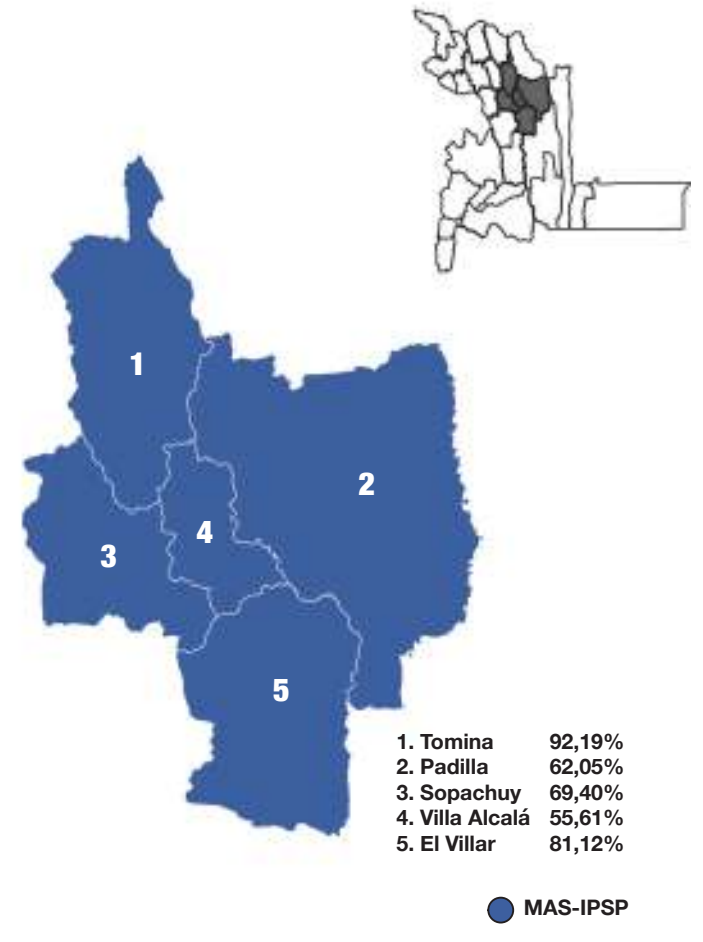 1
2
4
3
5
1. Tomina 92,19%
2. Padilla 62,05%
3. Sopachuy 69,40%
4. Villa Alcalá 55,61%
5. El Villar 81,12%
MAS-IPSP